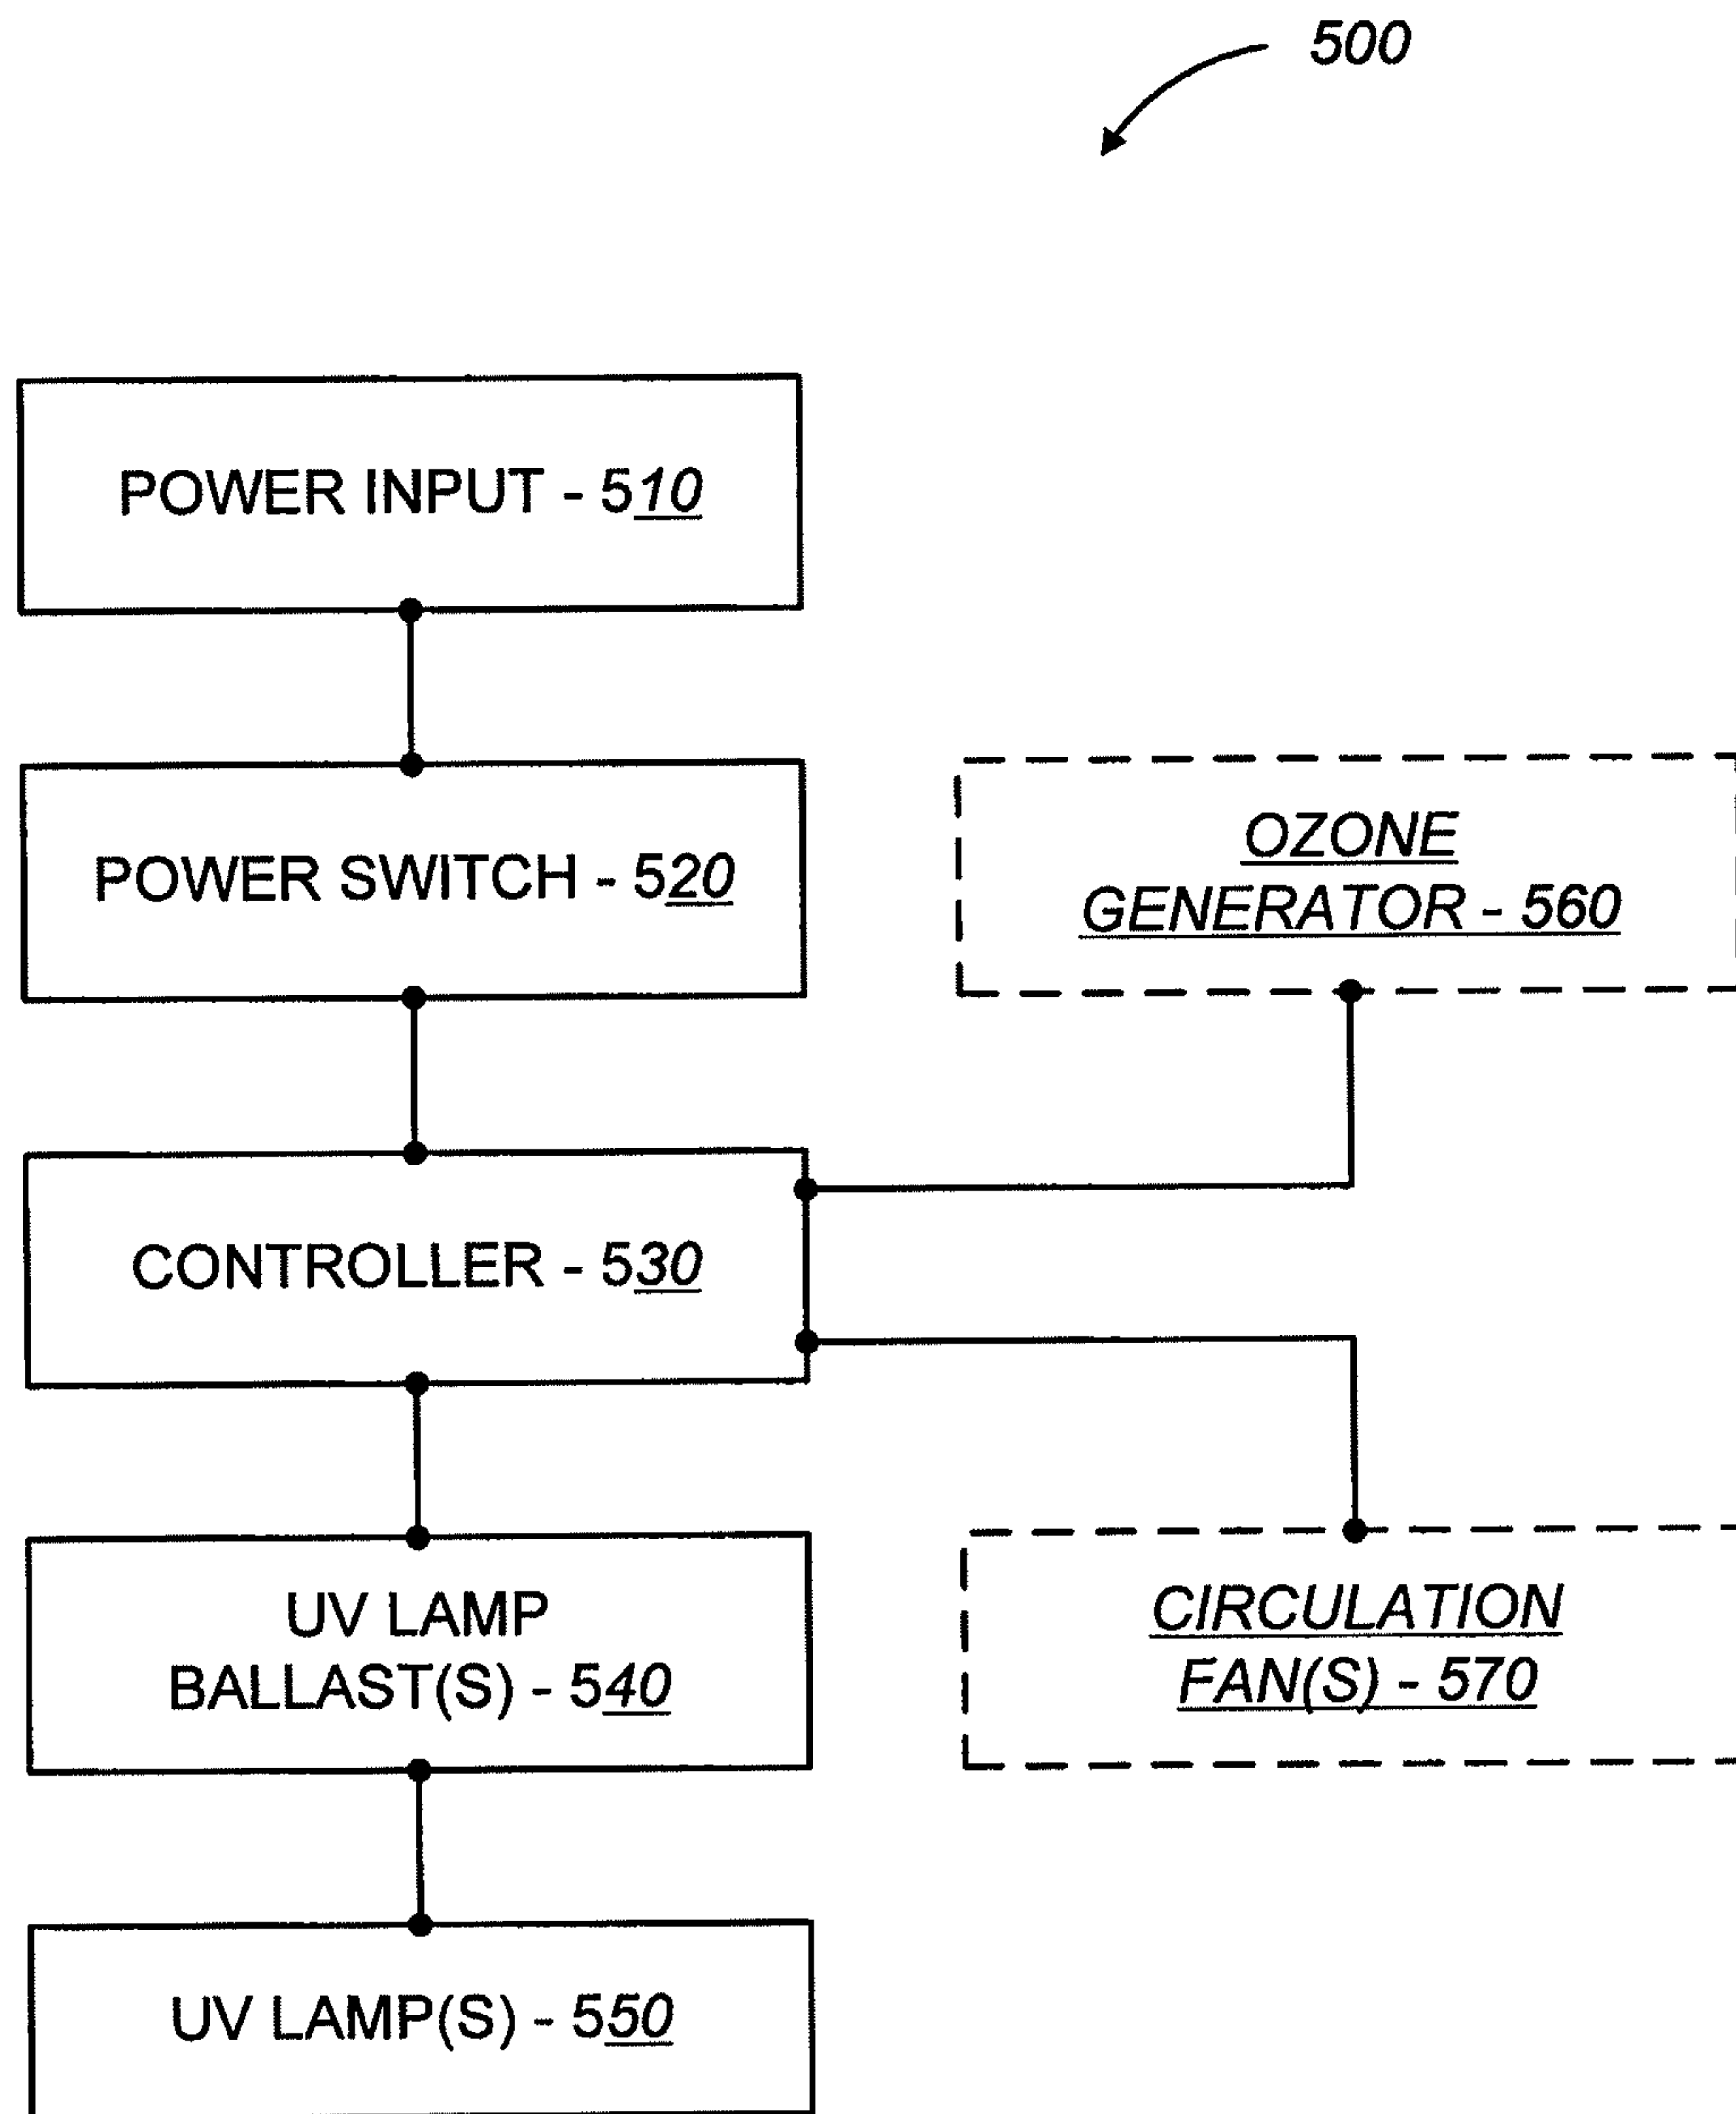 500
POWER INPUT - 510
POWER SWITCH - 520
OZONE
GENERATOR - 560
CONTROLLER - 530
UV LAMP
BALLAST(S) - 540
CIRCULATION
FAN(S) - 570
UV LAMP(S) - 550